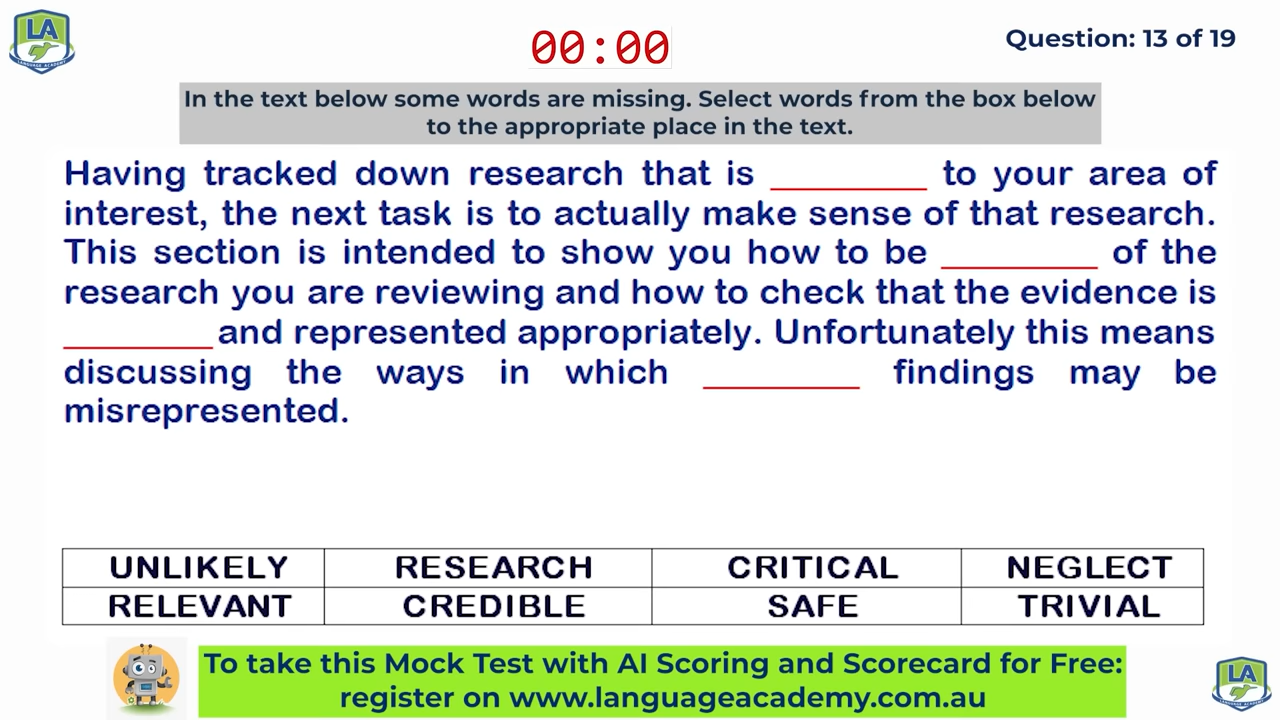 LA
LANGUAGE ACADEMY
00:00
Question: 13 of 19
In the text below some words are missing. Select words from the box below
to the appropriate place in the text.
Having tracked down research that is _________ to your area of
interest, the next task is to actually make sense of that research.
This section is intended to show you how to be _________ of the
research you are reviewing and how to check that the evidence is
_________ and represented appropriately. Unfortunately this means
discussing the ways in which _________ findings may be
misrepresented.
UNLIKELY RESEARCH CRITICAL NEGLECT
RELEVANT CREDIBLE SAFE TRIVIAL
To take this Mock Test with AI Scoring and Scorecard for Free:
register on www.languageacademy.com.au
LA